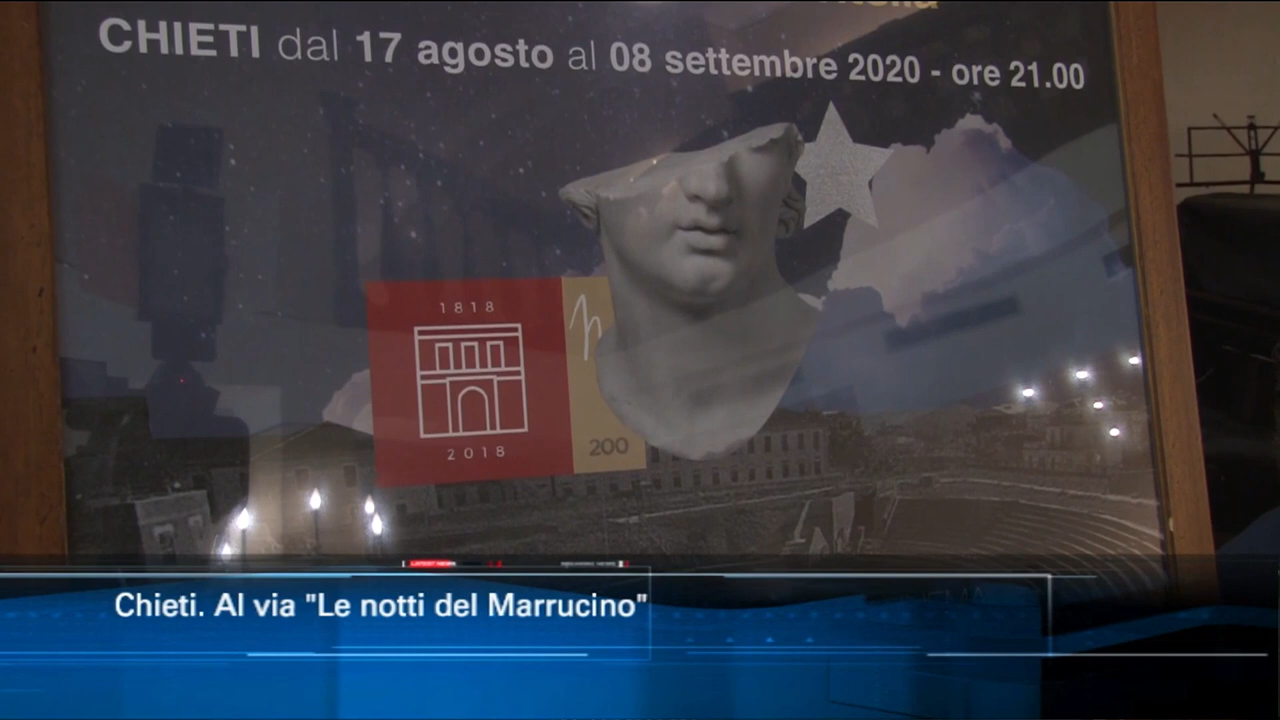 CHIETI dal 17 agosto al 08 settembre 2020 - ore 21.00
1818
2018
200
Chieti. Al via "Le notti del Marrucino"